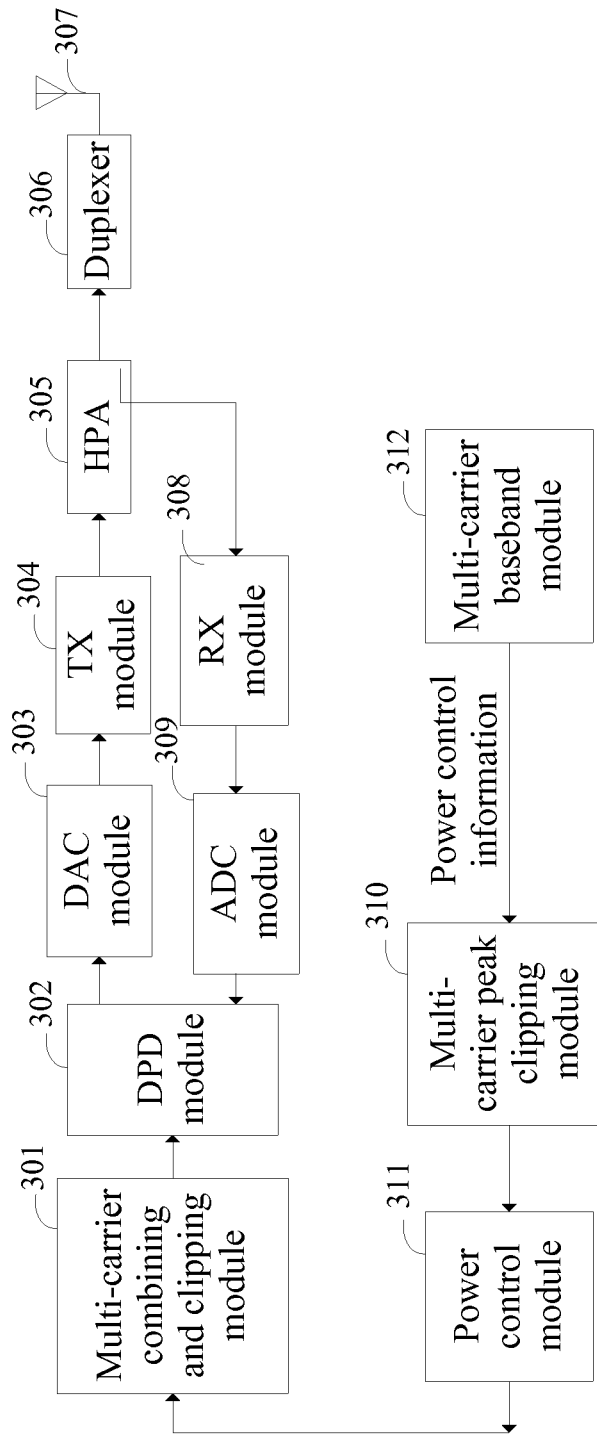 301
Multi-carrier
combining
and clipping
module
302
DPD
module
303
DAC
module
304
TX
module
305
HPA
306
Duplexer
307
308
RX
module
309
ADC
module
310
Multi-
carrier peak
clipping
module
311
Power
control
module
Power control
information
312
Multi-carrier
baseband
module